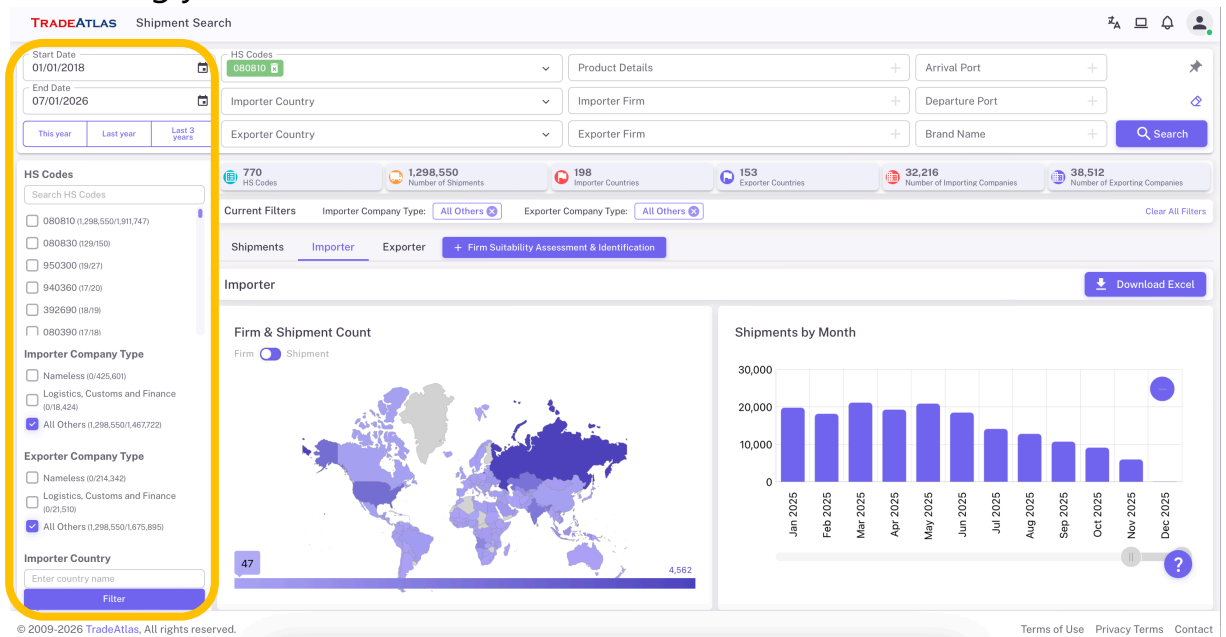 TRADEATLAS Shipment Search
Start Date
01/01/2018
End Date
07/01/2026
This year
Last year
Last 3 years
HS Codes
080810
Product Details
Arrival Port
Importer Country
Importer Firm
Departure Port
Exporter Country
Exporter Firm
Brand Name
Search
770
HS Codes
1,298,550
Number of Shipments
198
Importer Countries
153
Exporter Countries
32,216
Number of Importing Companies
38,512
Number of Exporting Companies
Current Filters Importer Company Type: All Others Exporter Company Type: All Others Clear All Filters
Shipments Importer Exporter + Firm Suitability Assessment & Identification
Importer
Download Excel
HS Codes
Search HS Codes
080810 (1,298,550/1,911,747)
080830 (129/150)
950300 (19/27)
940360 (17/20)
392690 (18/19)
080390 (17/18)
Importer Company Type
Nameless (0/425,601)
Logistics, Customs and Finance
(0/18,424)
All Others (1,298,550/1,467,722)
Exporter Company Type
Nameless (0/214,342)
Logistics, Customs and Finance
(0/21,510)
All Others (1,298,550/1,675,895)
Importer Country
Enter country name
Filter
Firm & Shipment Count
Firm Shipment
47
4,562
Shipments by Month
30,000
20,000
10,000
0
Jan 2025
Feb 2025
Mar 2025
Apr 2025
May 2025
Jun 2025
Jul 2025
Aug 2025
Sep 2025
Oct 2025
Nov 2025
Dec 2025
?
© 2009-2026 TradeAtlas, All rights reserved.
Terms of Use Privacy Terms Contact